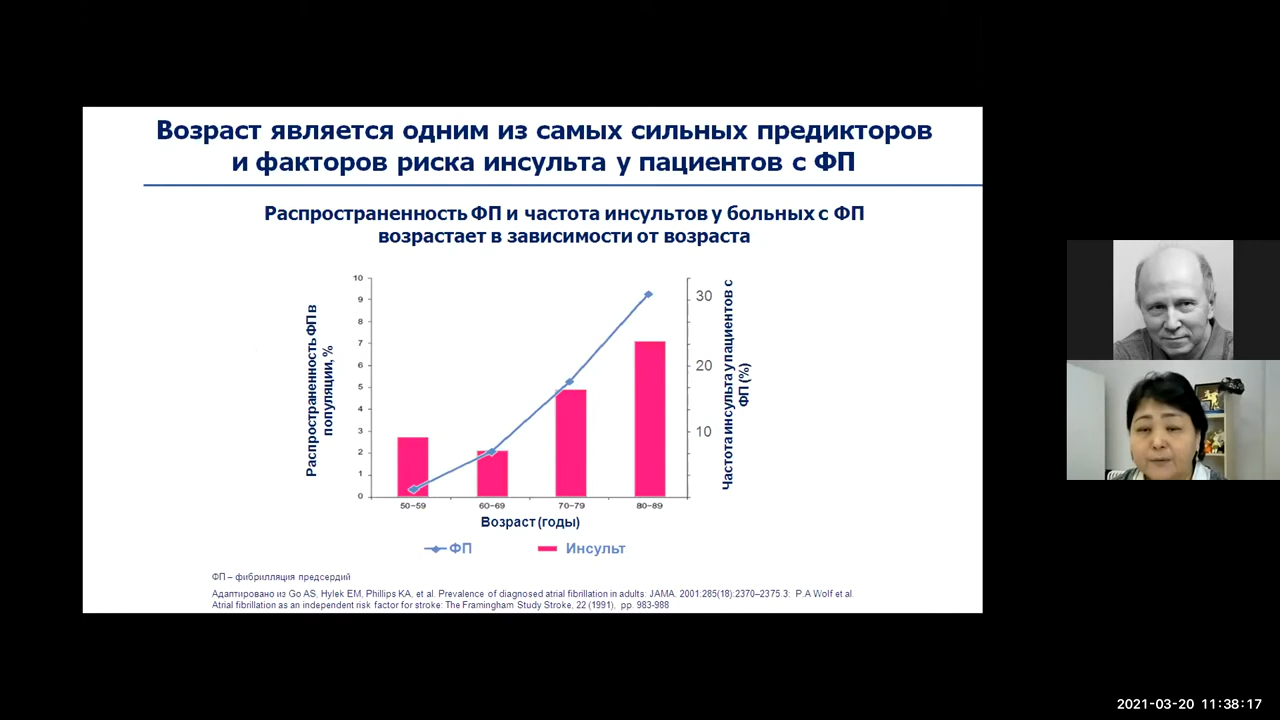 Возраст является одним из самых сильных предикторов
и факторов риска инсульта у пациентов с ФП
Распространенность ФП и частота инсультов у больных с ФП
возрастает в зависимости от возраста
Распространенность ФП в
популяции, %
10
9
8
7
6
5
4
3
2
1
0
30
20
10
Частота инсульта у пациентов с
ФП (%)
50–59
60–69
70–79
80–89
Возраст (годы)
ФП
Инсульт
ФП – фибрилляция предсердий
Адаптировано из Go AS, Hylek EM, Phillips KA, et al. Prevalence of diagnosed atrial fibrillation in adults. JAMA. 2001:285(18):2370–2375.3; P.A Wolf et al.
Atrial fibrillation as an independent risk factor for stroke: The Framingham Study Stroke, 22 (1991), pp. 983-988
2021-03-20 11:38:17